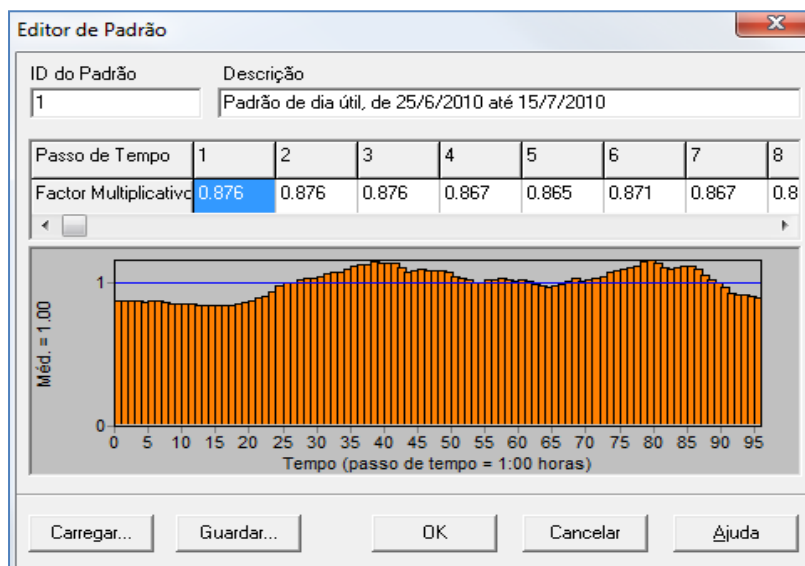 Editor de Padrão
ID do Padrão Descrição
1 Padrão de dia útil, de 25/6/2010 até 15/7/2010
Passo de Tempo 1 2 3 4 5 6 7 8
Factor Multiplicativo 0.876 0.876 0.876 0.867 0.865 0.871 0.867 0.8
Méd. = 1.00
1
0
0 5 10 15 20 25 30 35 40 45 50 55 60 65 70 75 80 85 90 95
Tempo (passo de tempo = 1:00 horas)
Carregar... Guardar... OK Cancelar Ajuda